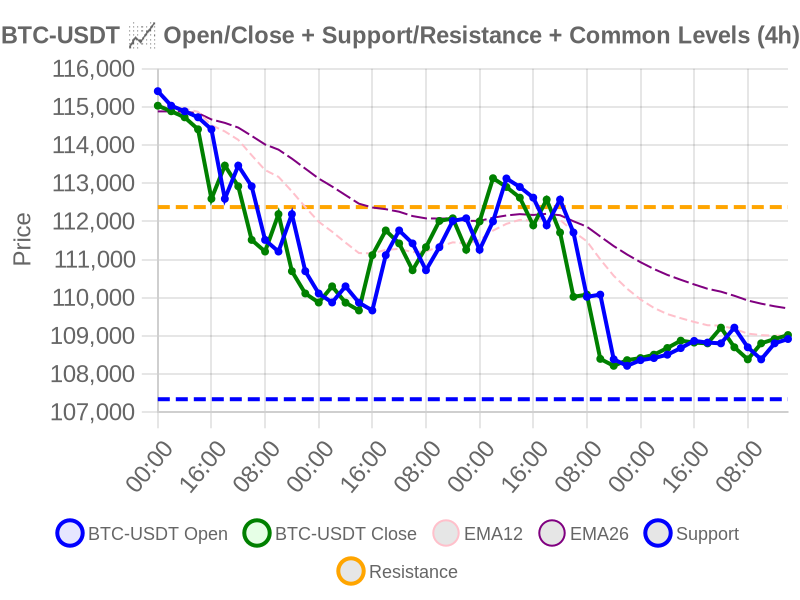 BTC-USDT 📈 Open/Close + Support/Resistance + Common Levels (4h)
116,000
115,000
114,000
113,000
112,000
111,000
110,000
109,000
108,000
107,000
Price
00:00
16:00
08:00
00:00
16:00
08:00
00:00
16:00
08:00
00:00
16:00
08:00
BTC-USDT Open
BTC-USDT Close
EMA12
EMA26
Support
Resistance